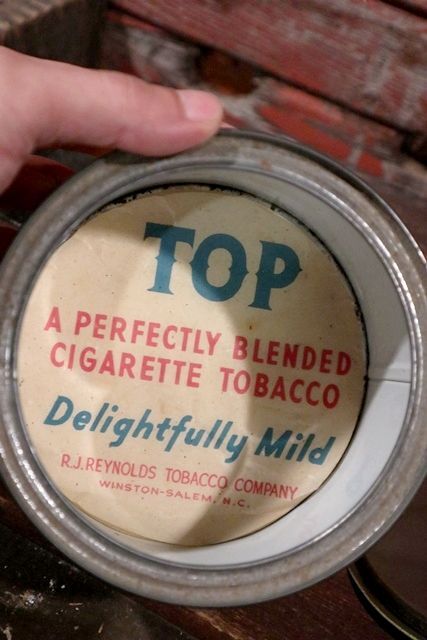 TOP
A PERFECTLY BLENDED
CIGARETTE TOBACCO
Delightfully Mild
R.J.REYNOLDS TOBACCO COMPANY
WINSTON-SALEM, N.C.